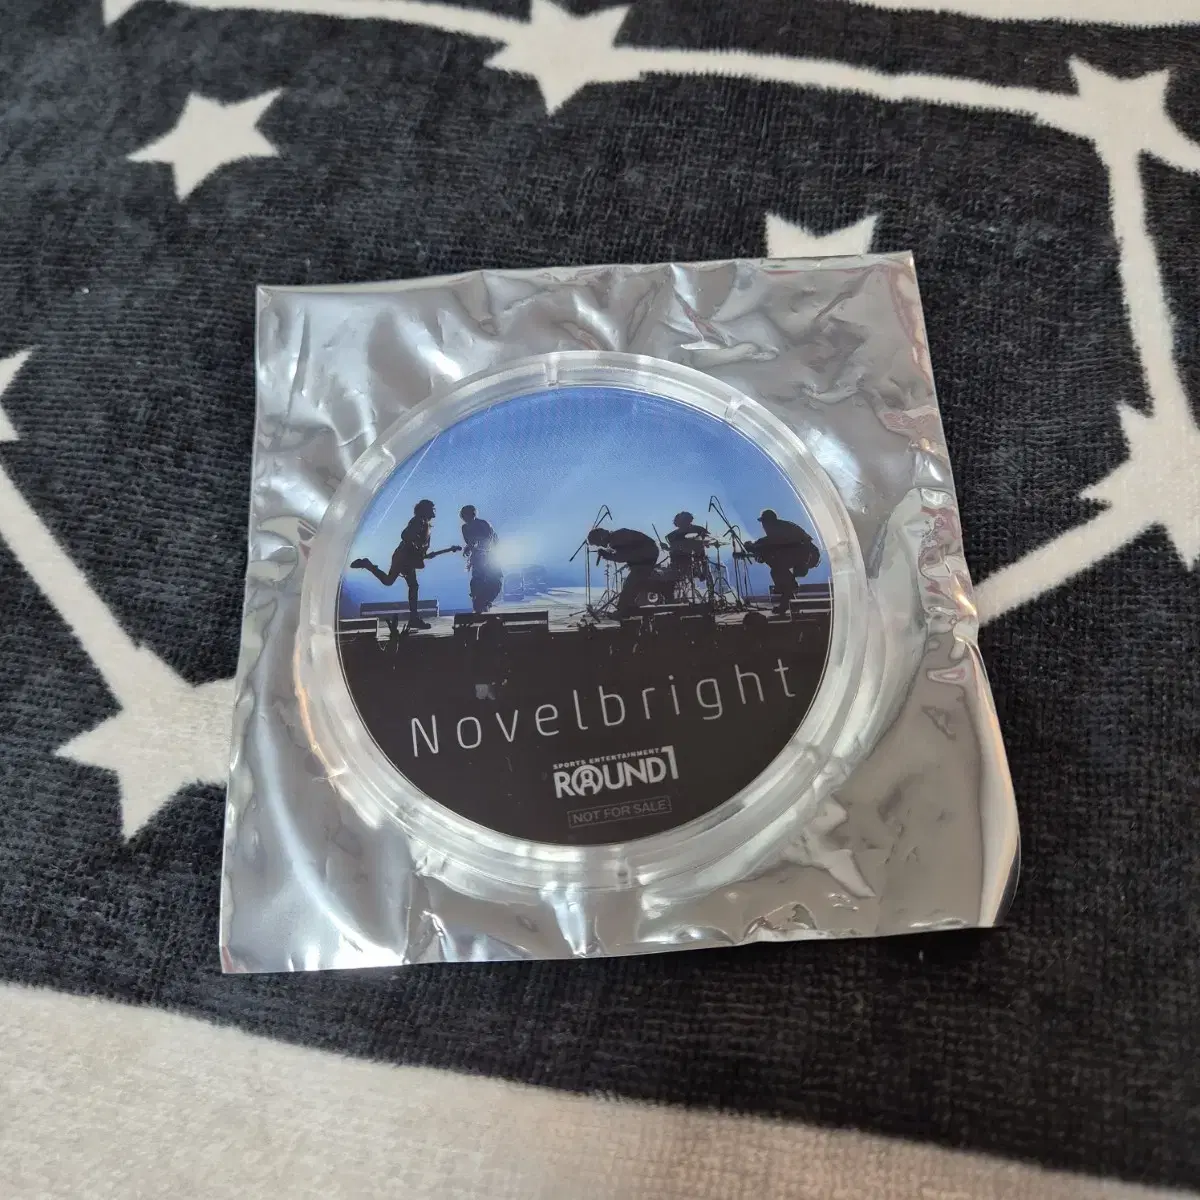 Novelbright
SPORTS ENTERTAINMENT
ROUND1
NOT FOR SALE